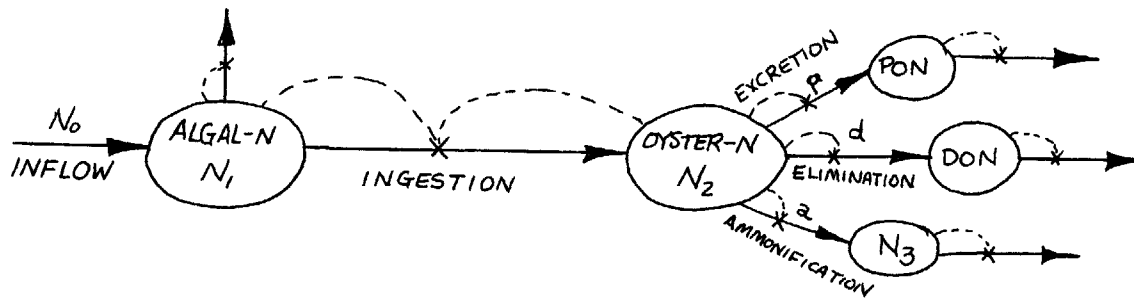 N₀
INFLOW
ALGAL-N
N₁
INGESTION
OYSTER-N
N₂
EXCRETION
P
PON
d
ELIMINATION
DON
a
AMMONIFICATION
N₃